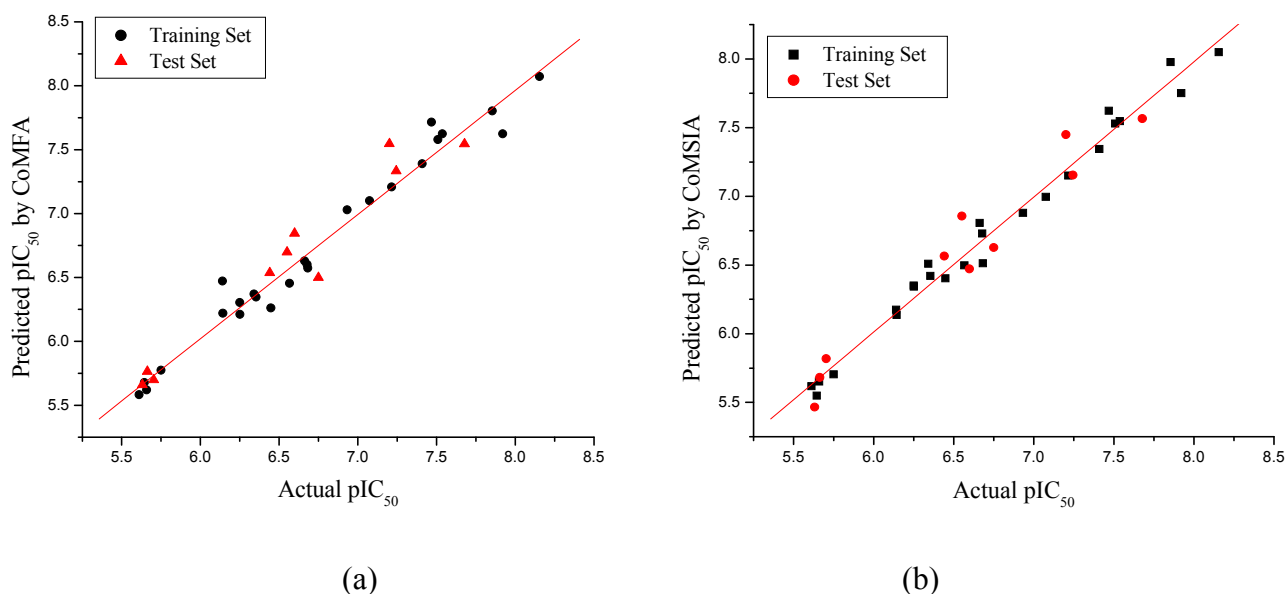 Training Set
Test Set
8.0
7.5
7.0
6.5
6.0
5.5
Predicted pIC50 by CoMFA
5.5 6.0 6.5 7.0 7.5 8.0 8.5
Actual pIC50
(a)
Training Set
Test Set
8.0
7.5
7.0
6.5
6.0
5.5
Predicted pIC50 by CoMSIA
5.5 6.0 6.5 7.0 7.5 8.0 8.5
Actual pIC50
(b)